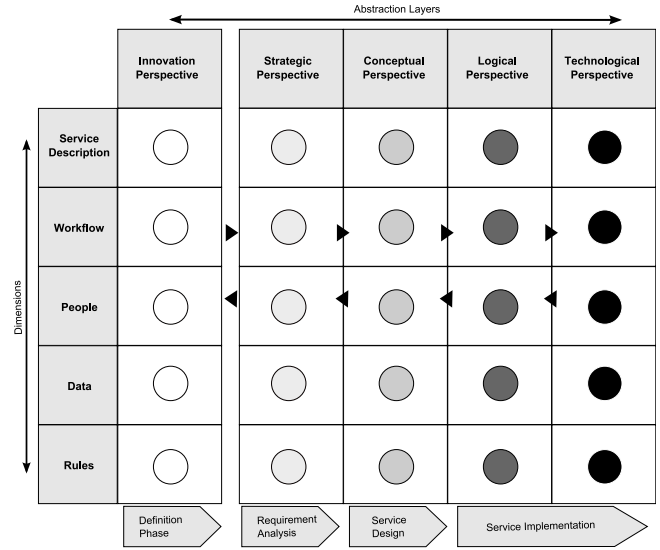 Abstraction Layers
Innovation
Perspective
Strategic
Perspective
Conceptual
Perspective
Logical
Perspective
Technological
Perspective
Dimensions
Service
Description
Workflow
People
Data
Rules
Definition
Phase
Requirement
Analysis
Service
Design
Service Implementation